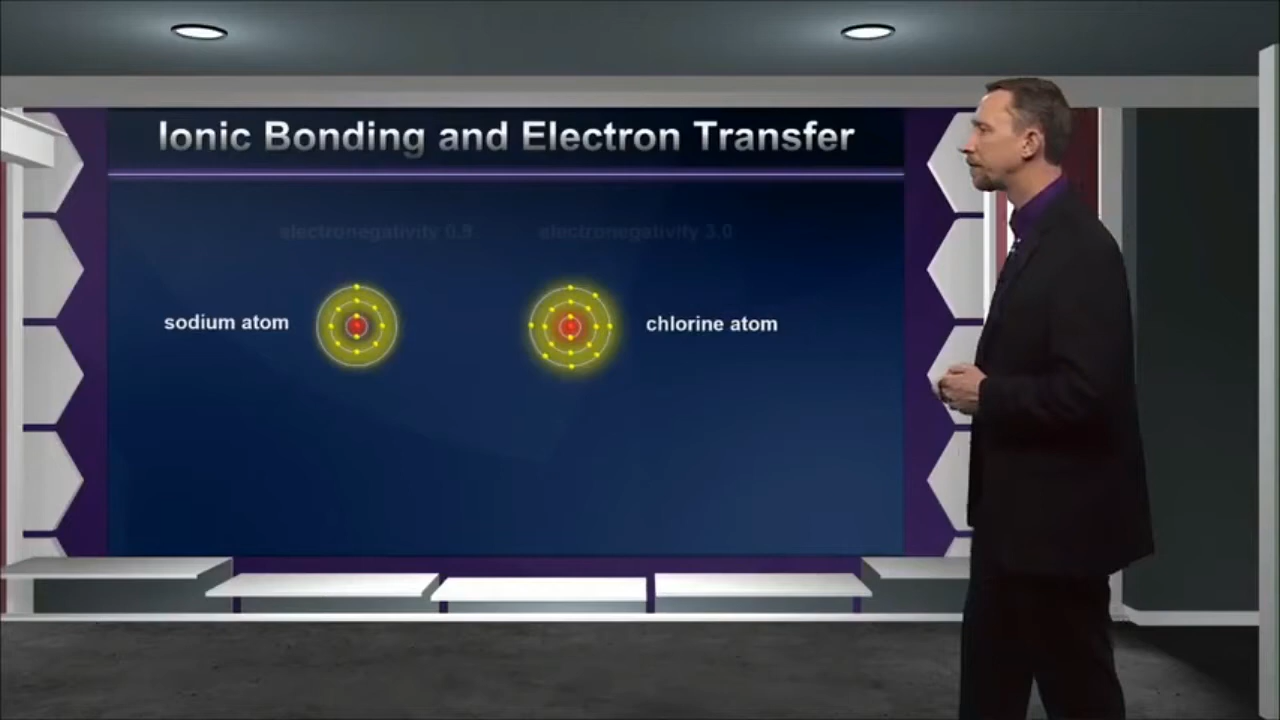 Ionic Bonding and Electron Transfer
electronegativity 0.9
electronegativity 3.0
sodium atom
chlorine atom